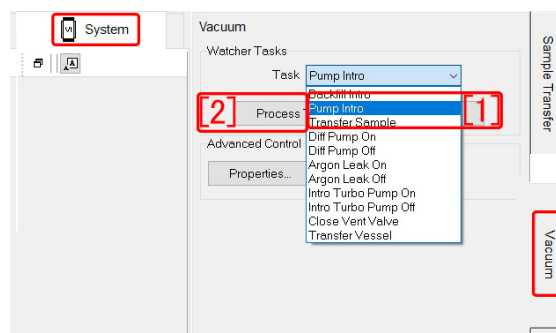 VI System
Vacuum
Watcher Tasks
Task Pump Intro
Backfill Intro
Pump Intro
Transfer Sample
Diff Pump On
Diff Pump Off
Argon Leak On
Argon Leak Off
Intro Turbo Pump On
Intro Turbo Pump Off
Close Vent Valve
Transfer Vessel
[1]
[2] Process T
Advanced Control
Properties...
Sample Transfer
Vacuum
A